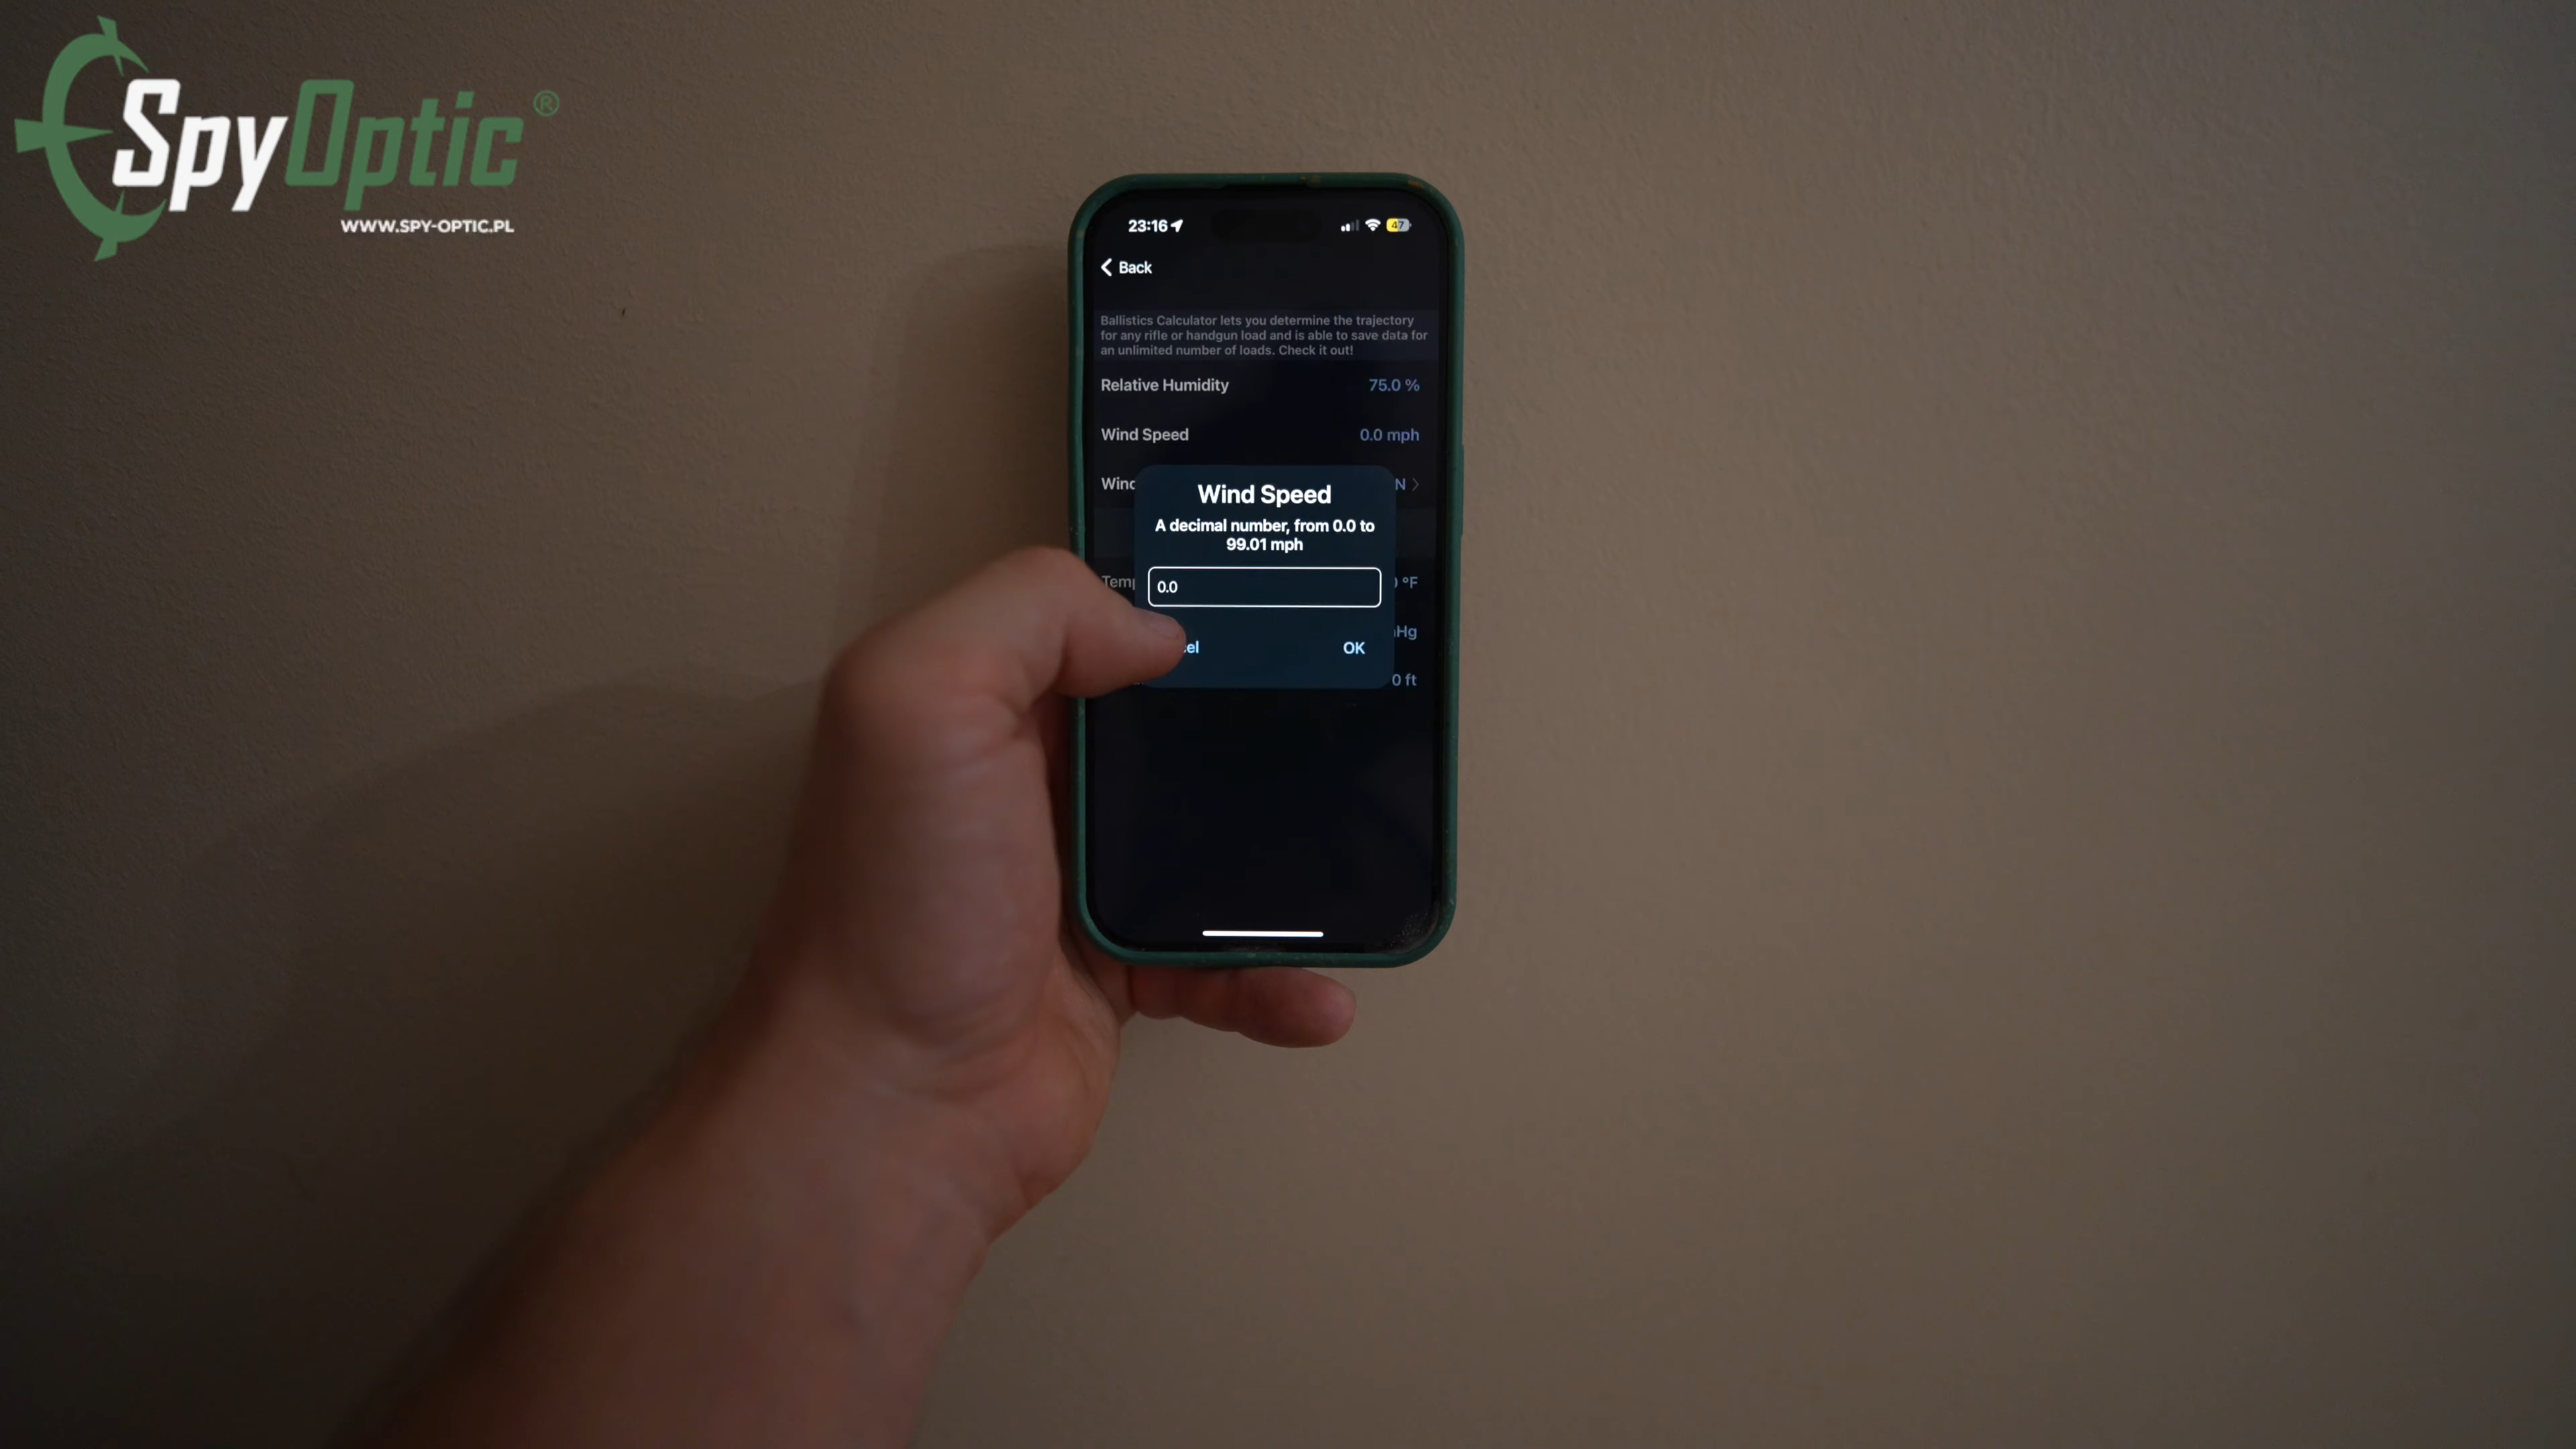 SpyOptic®
WWW.SPY-OPTIC.PL
23:16
47
Back
Ballistics Calculator lets you determine the trajectory
for any rifle or handgun load and is able to save data for
an unlimited number of loads. Check it out!
Relative Humidity 75.0 %
Wind Speed 0.0 mph
Wind N
Wind Speed
A decimal number, from 0.0 to
99.01 mph
0.0
°F
OK
0 ft